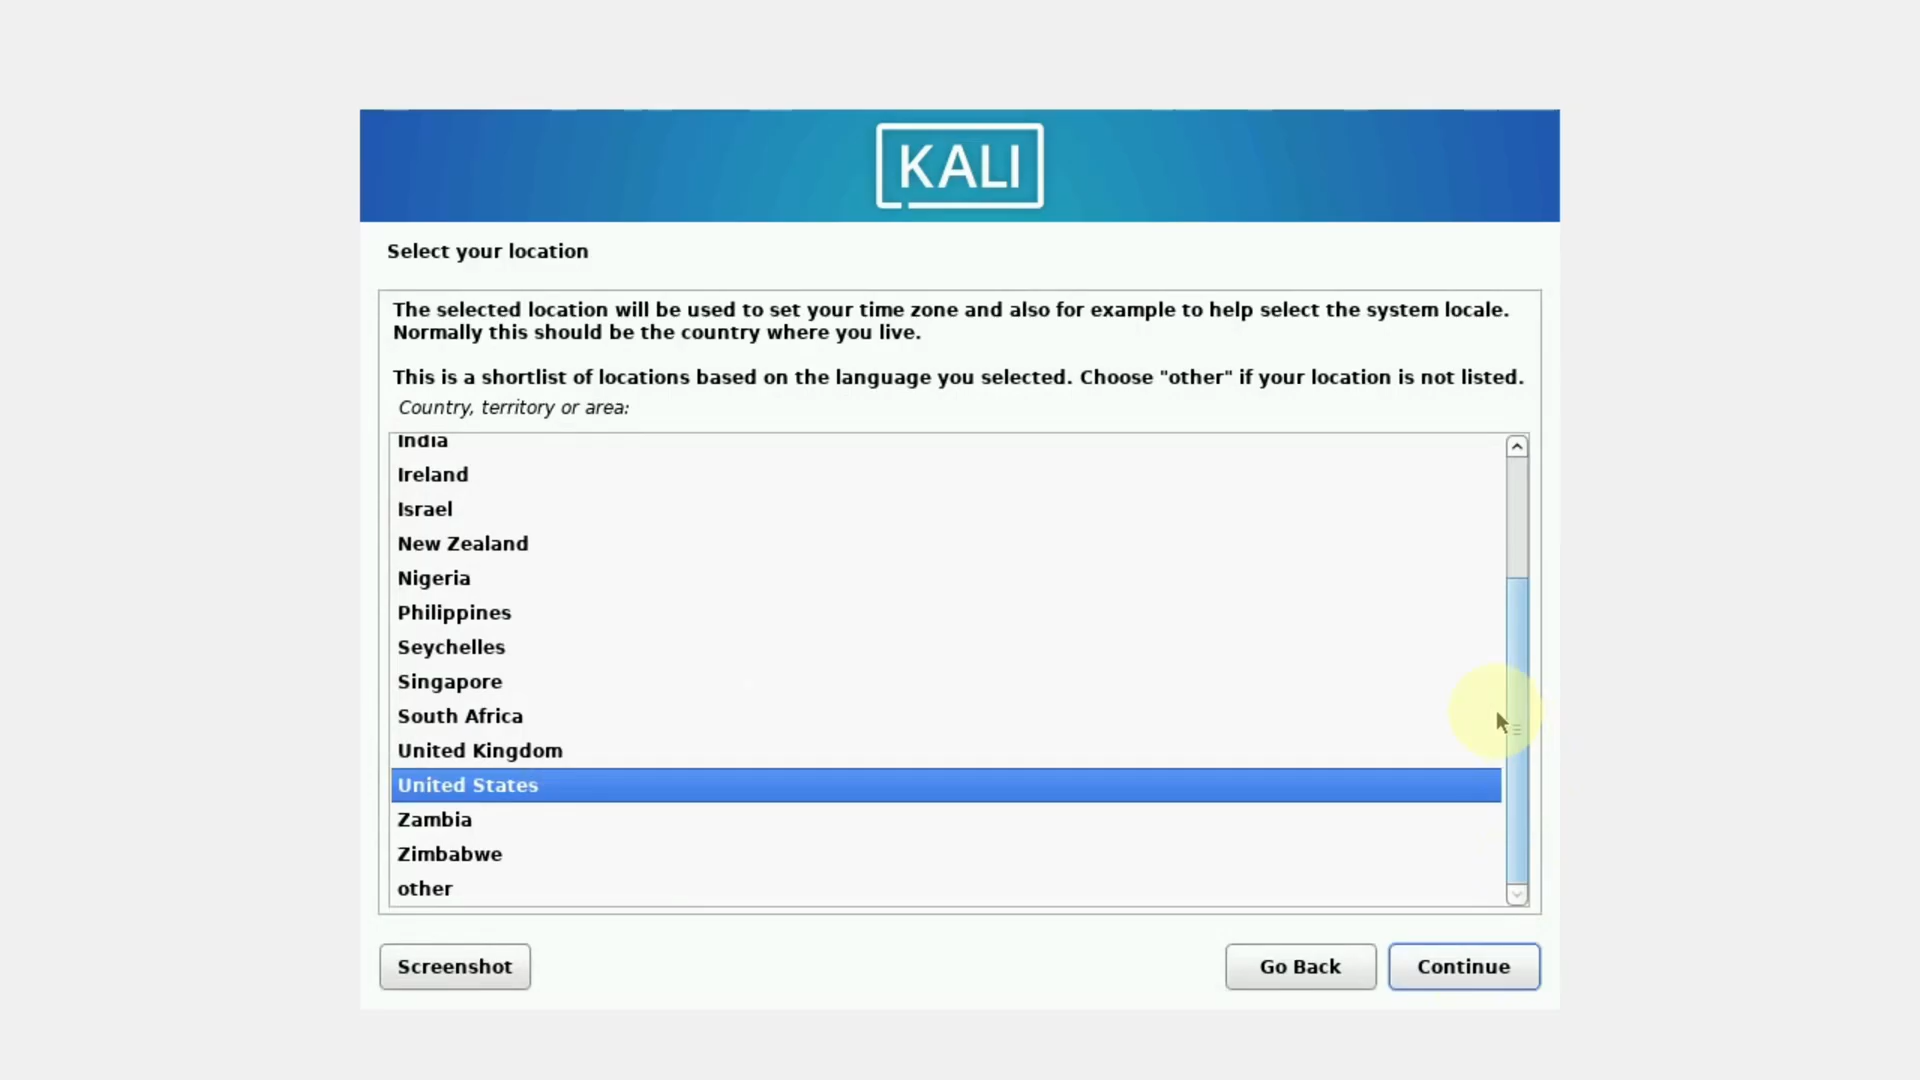 KALI
Select your location
The selected location will be used to set your time zone and also for example to help select the system locale.
Normally this should be the country where you live.
This is a shortlist of locations based on the language you selected. Choose "other" if your location is not listed.
Country, territory or area:
India
Ireland
Israel
New Zealand
Nigeria
Philippines
Seychelles
Singapore
South Africa
United Kingdom
United States
Zambia
Zimbabwe
other
Screenshot
Go Back
Continue